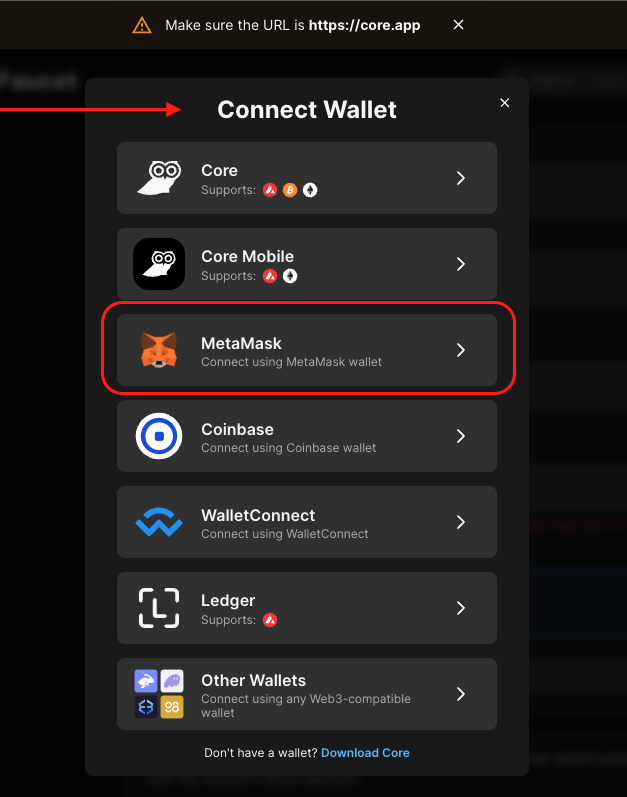 Make sure the URL is https://core.app
Faucet
Connect Wallet
Core
Supports:
Core Mobile
Supports:
MetaMask
Connect using MetaMask wallet
Coinbase
Connect using Coinbase wallet
WalletConnect
Connect using WalletConnect
Ledger
Supports:
Other Wallets
Connect using any Web3-compatible
wallet
Don't have a wallet? Download Core